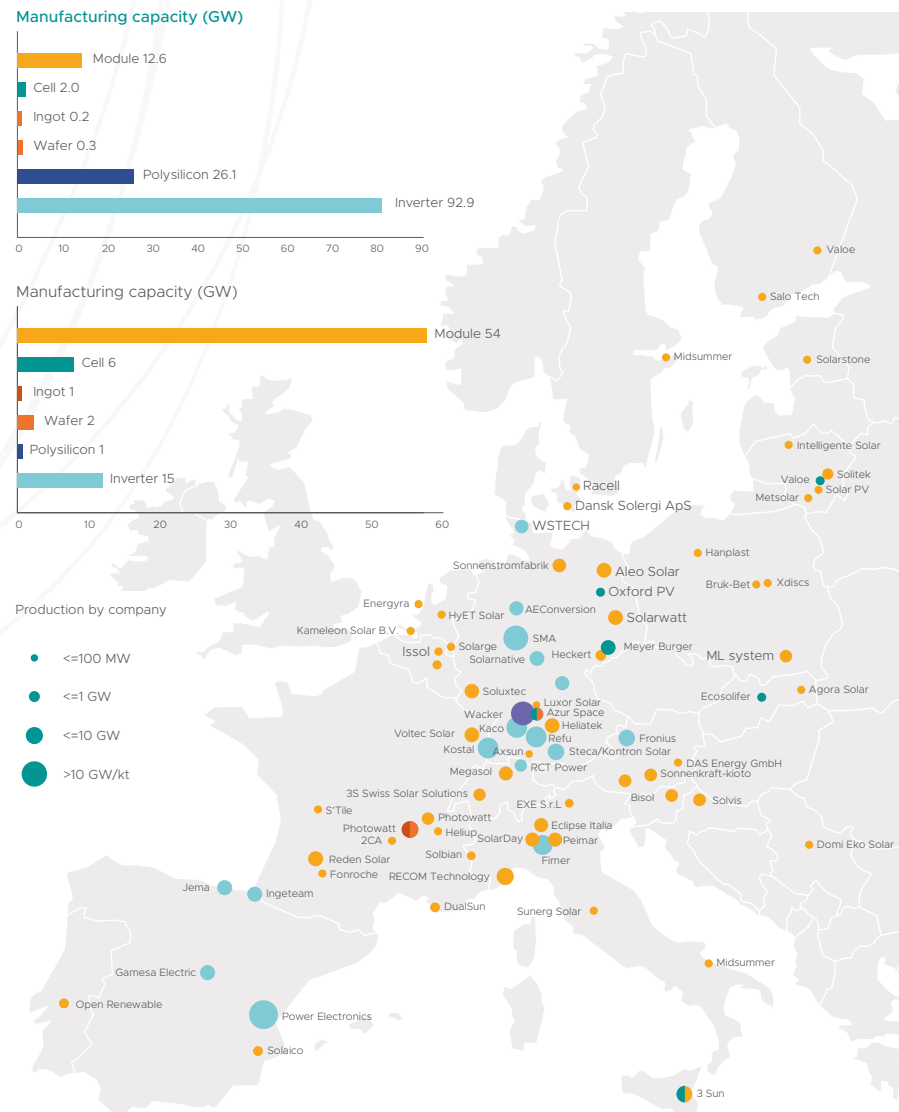 Manufacturing capacity (GW)
Module 12.6
Cell 2.0
Ingot 0.2
Wafer 0.3
Polysilicon 26.1
Inverter 92.9
0 10 20 30 40 50 60 70 80 90
Manufacturing capacity (GW)
Module 54
Cell 6
Ingot 1
Wafer 2
Polysilicon 1
Inverter 15
0 10 20 30 40 50 60
Production by company
<=100 MW
<=1 GW
<=10 GW
>10 GW/kt
Valoe
Salo Tech
Midsummer
Solarstone
Intelligente Solar
Solitek
Valoe
Solar PV
Metsolar
Racell
Dansk Solergi ApS
WSTECH
Hanplast
Sonnenstromfabrik
Aleo Solar
Bruk-Bet
Xdiscs
Oxford PV
Energyra
HyET Solar
AEConversion
Solarwatt
Kameleon Solar B.V.
SMA
Issol
Solarge
Solarnative
Heckert
Meyer Burger
ML system
Soluxtec
Ecosolifer
Agora Solar
Luxor Solar
Wacker
Azur Space
Voltec Solar
Kaco
Heliatek
Refu
Fronius
Kostal
Axsun
Steca/Kontron Solar
DAS Energy GmbH
Megasol
RCT Power
Sonnenkraft-kioto
3S Swiss Solar Solutions
Bisol
Solvis
EXE S.r.L
S'Tile
Photowatt
Photowatt
Heliup
Eclipse Italia
2CA
SolarDay
Peimar
Domi Eko Solar
Reden Solar
Solbian
Fimer
Fonroche
RECOM Technology
Jema
Ingeteam
DualSun
Sunerg Solar
Gamesa Electric
Midsummer
Open Renewable
Power Electronics
Solaico
3 Sun